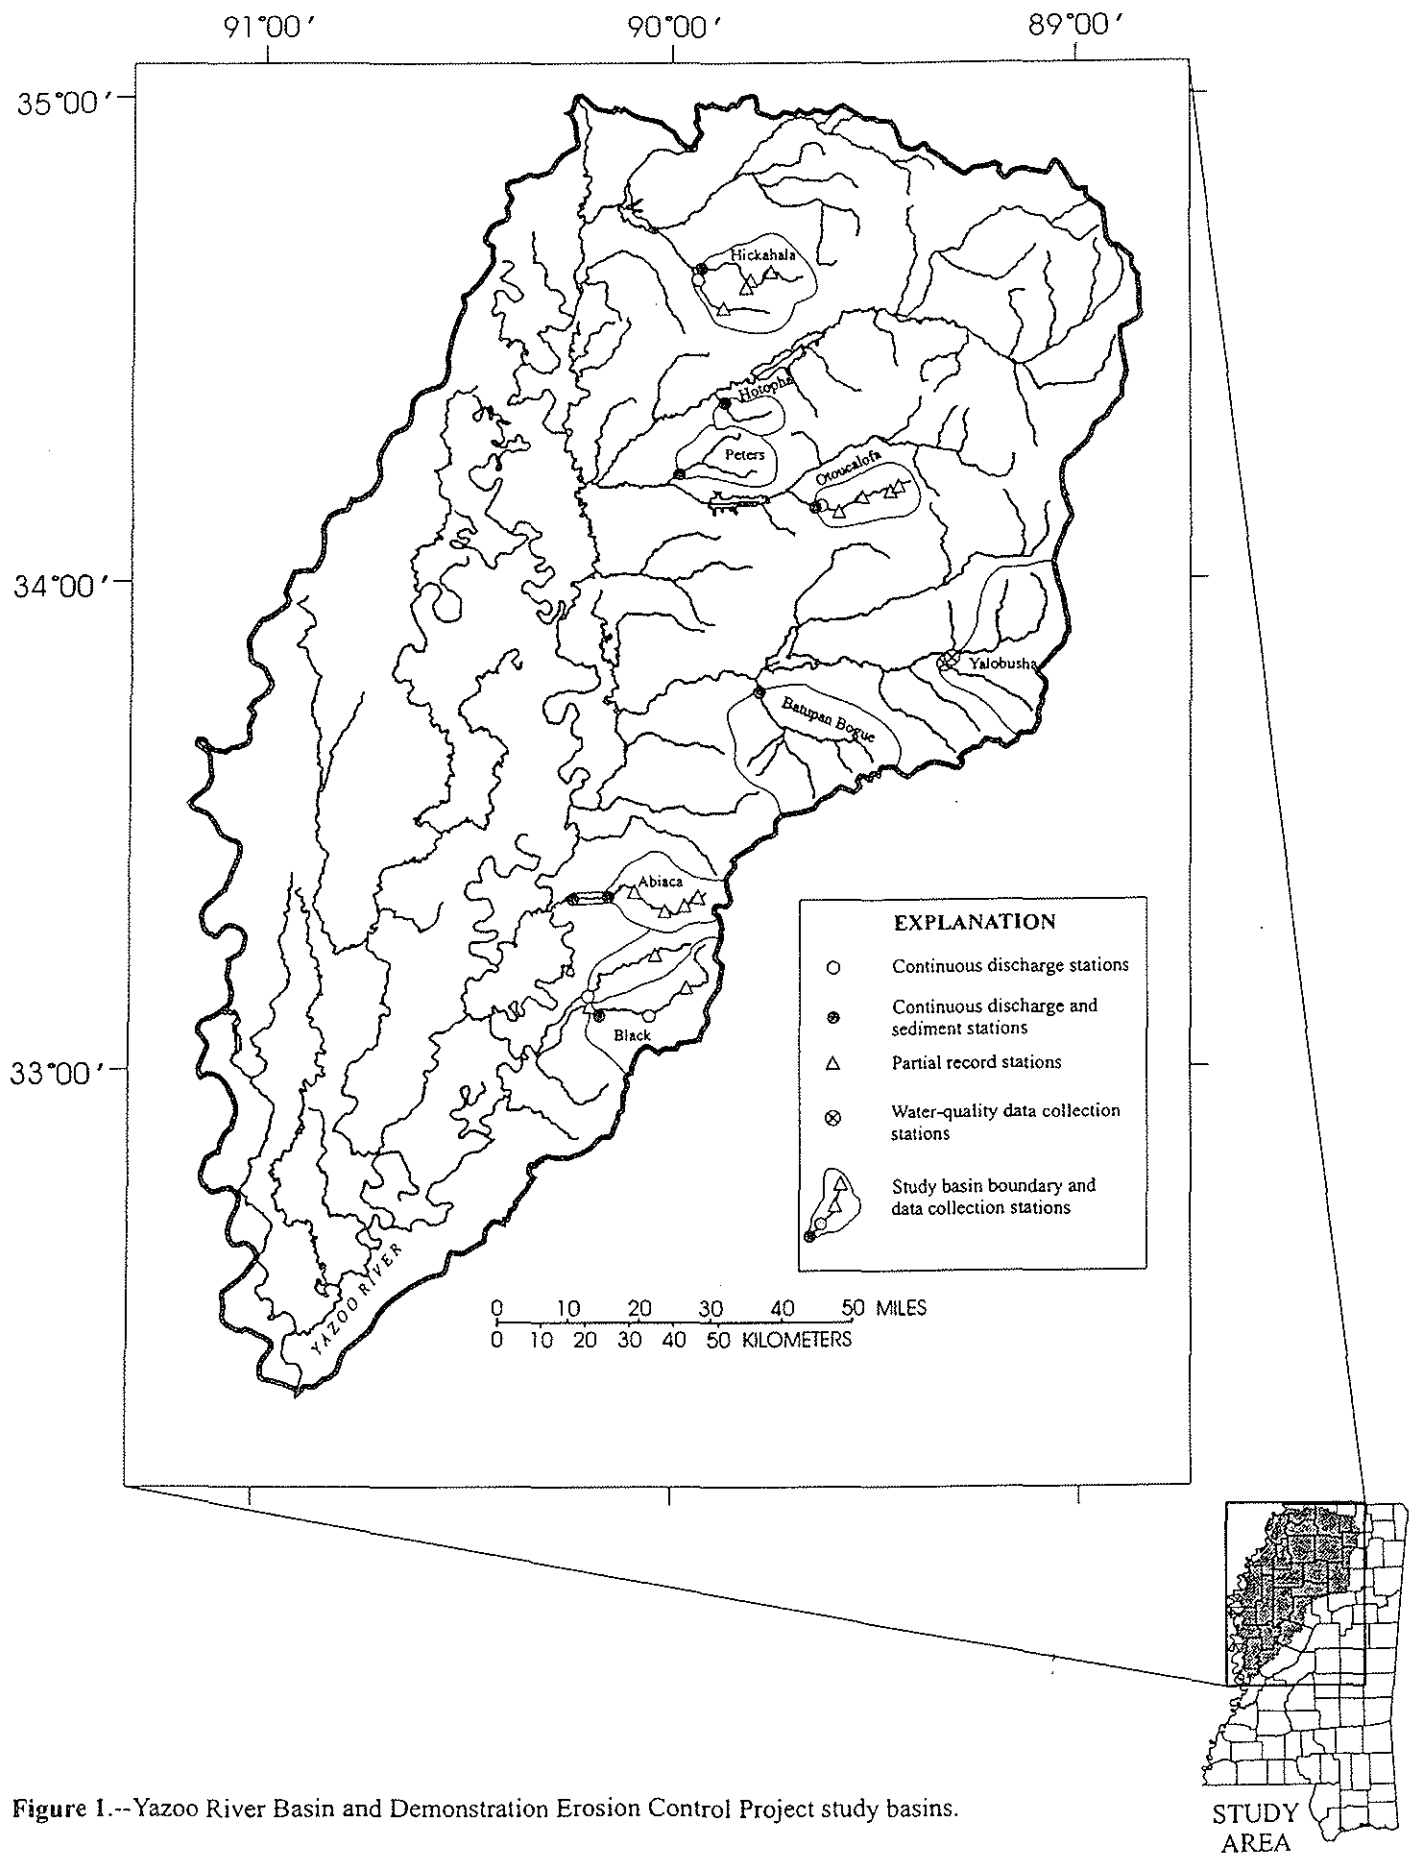 91°00′ 90°00′ 89°00′
35°00′
34°00′
33°00′
Hickahala
Hotopha
Peters
Otoucalofa
Yalobusha
Batupan Bogue
Abiaca
Black
YAZOO RIVER
EXPLANATION
Continuous discharge stations
Continuous discharge and
sediment stations
Partial record stations
Water-quality data collection
stations
Study basin boundary and
data collection stations
0 10 20 30 40 50 MILES
0 10 20 30 40 50 KILOMETERS
STUDY
AREA
Figure 1.--Yazoo River Basin and Demonstration Erosion Control Project study basins.